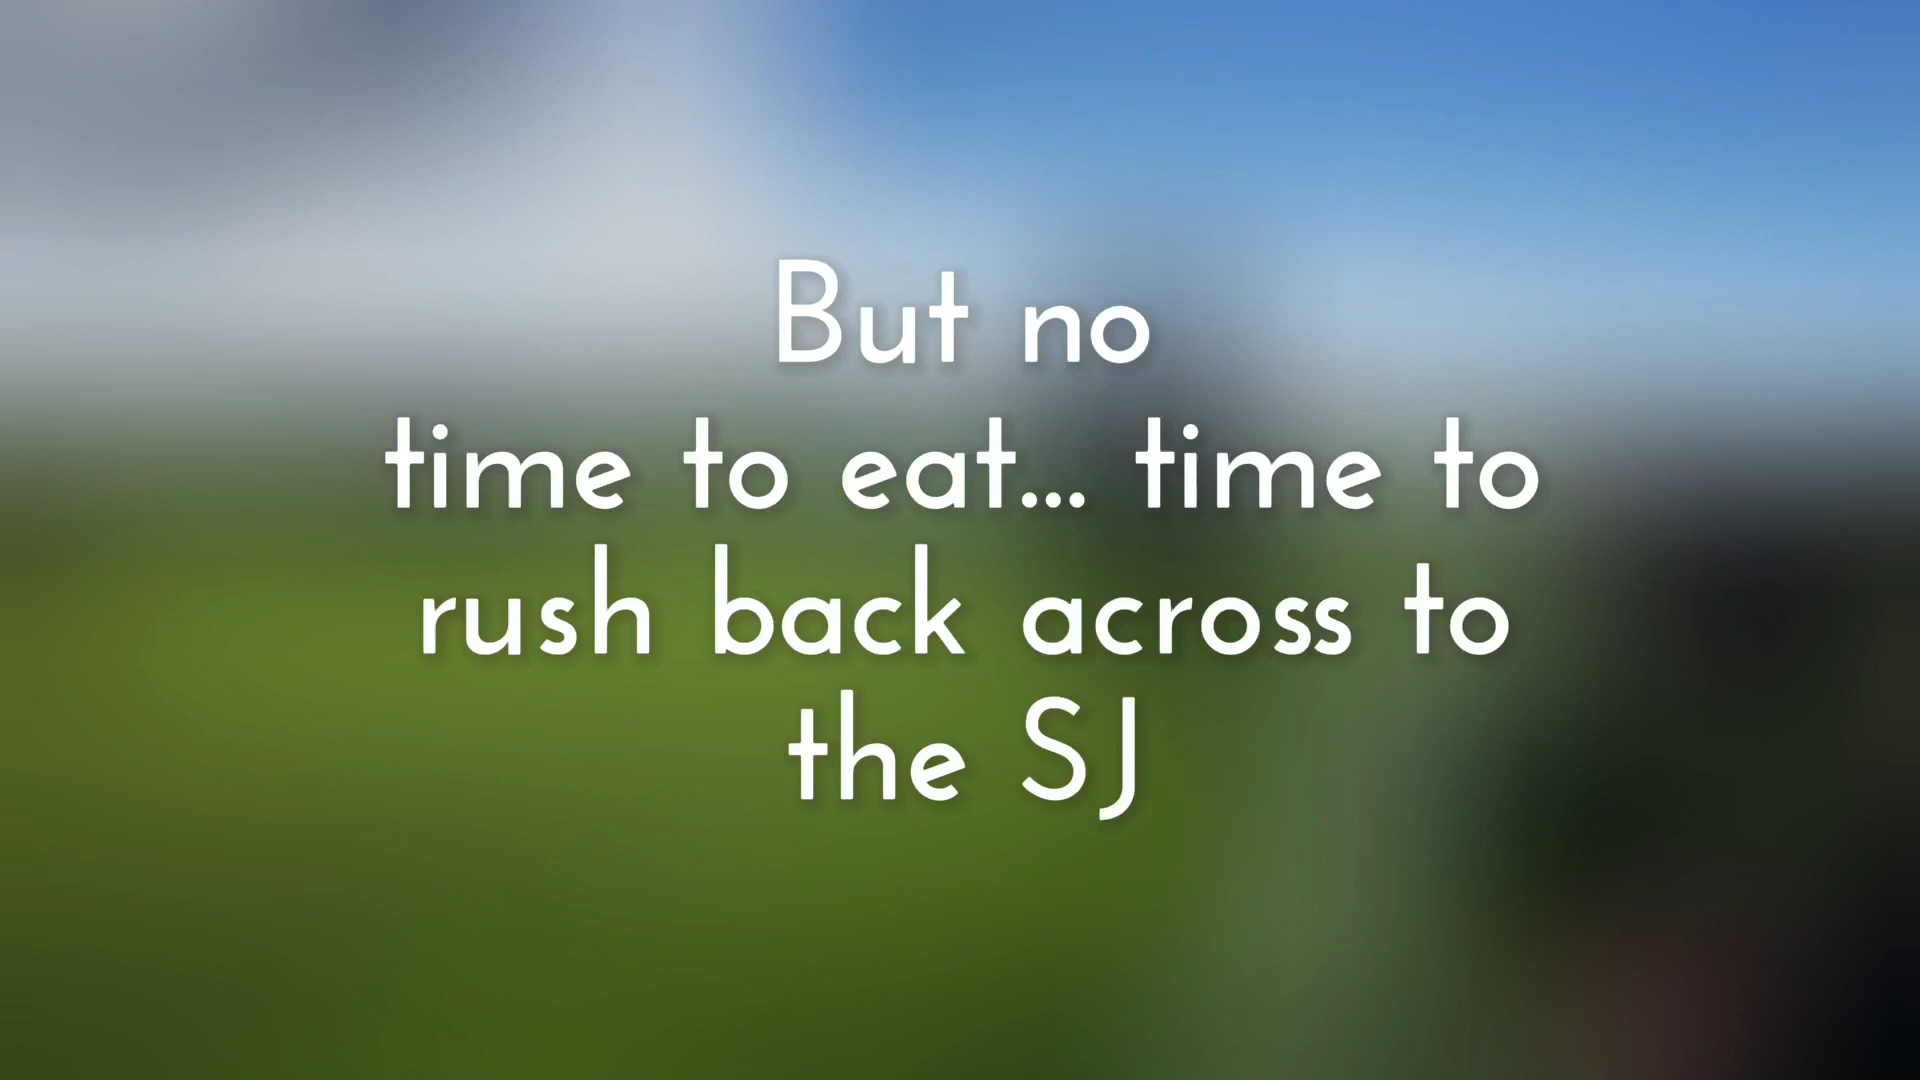 But no
time to eat... time to
rush back across to
the SJ